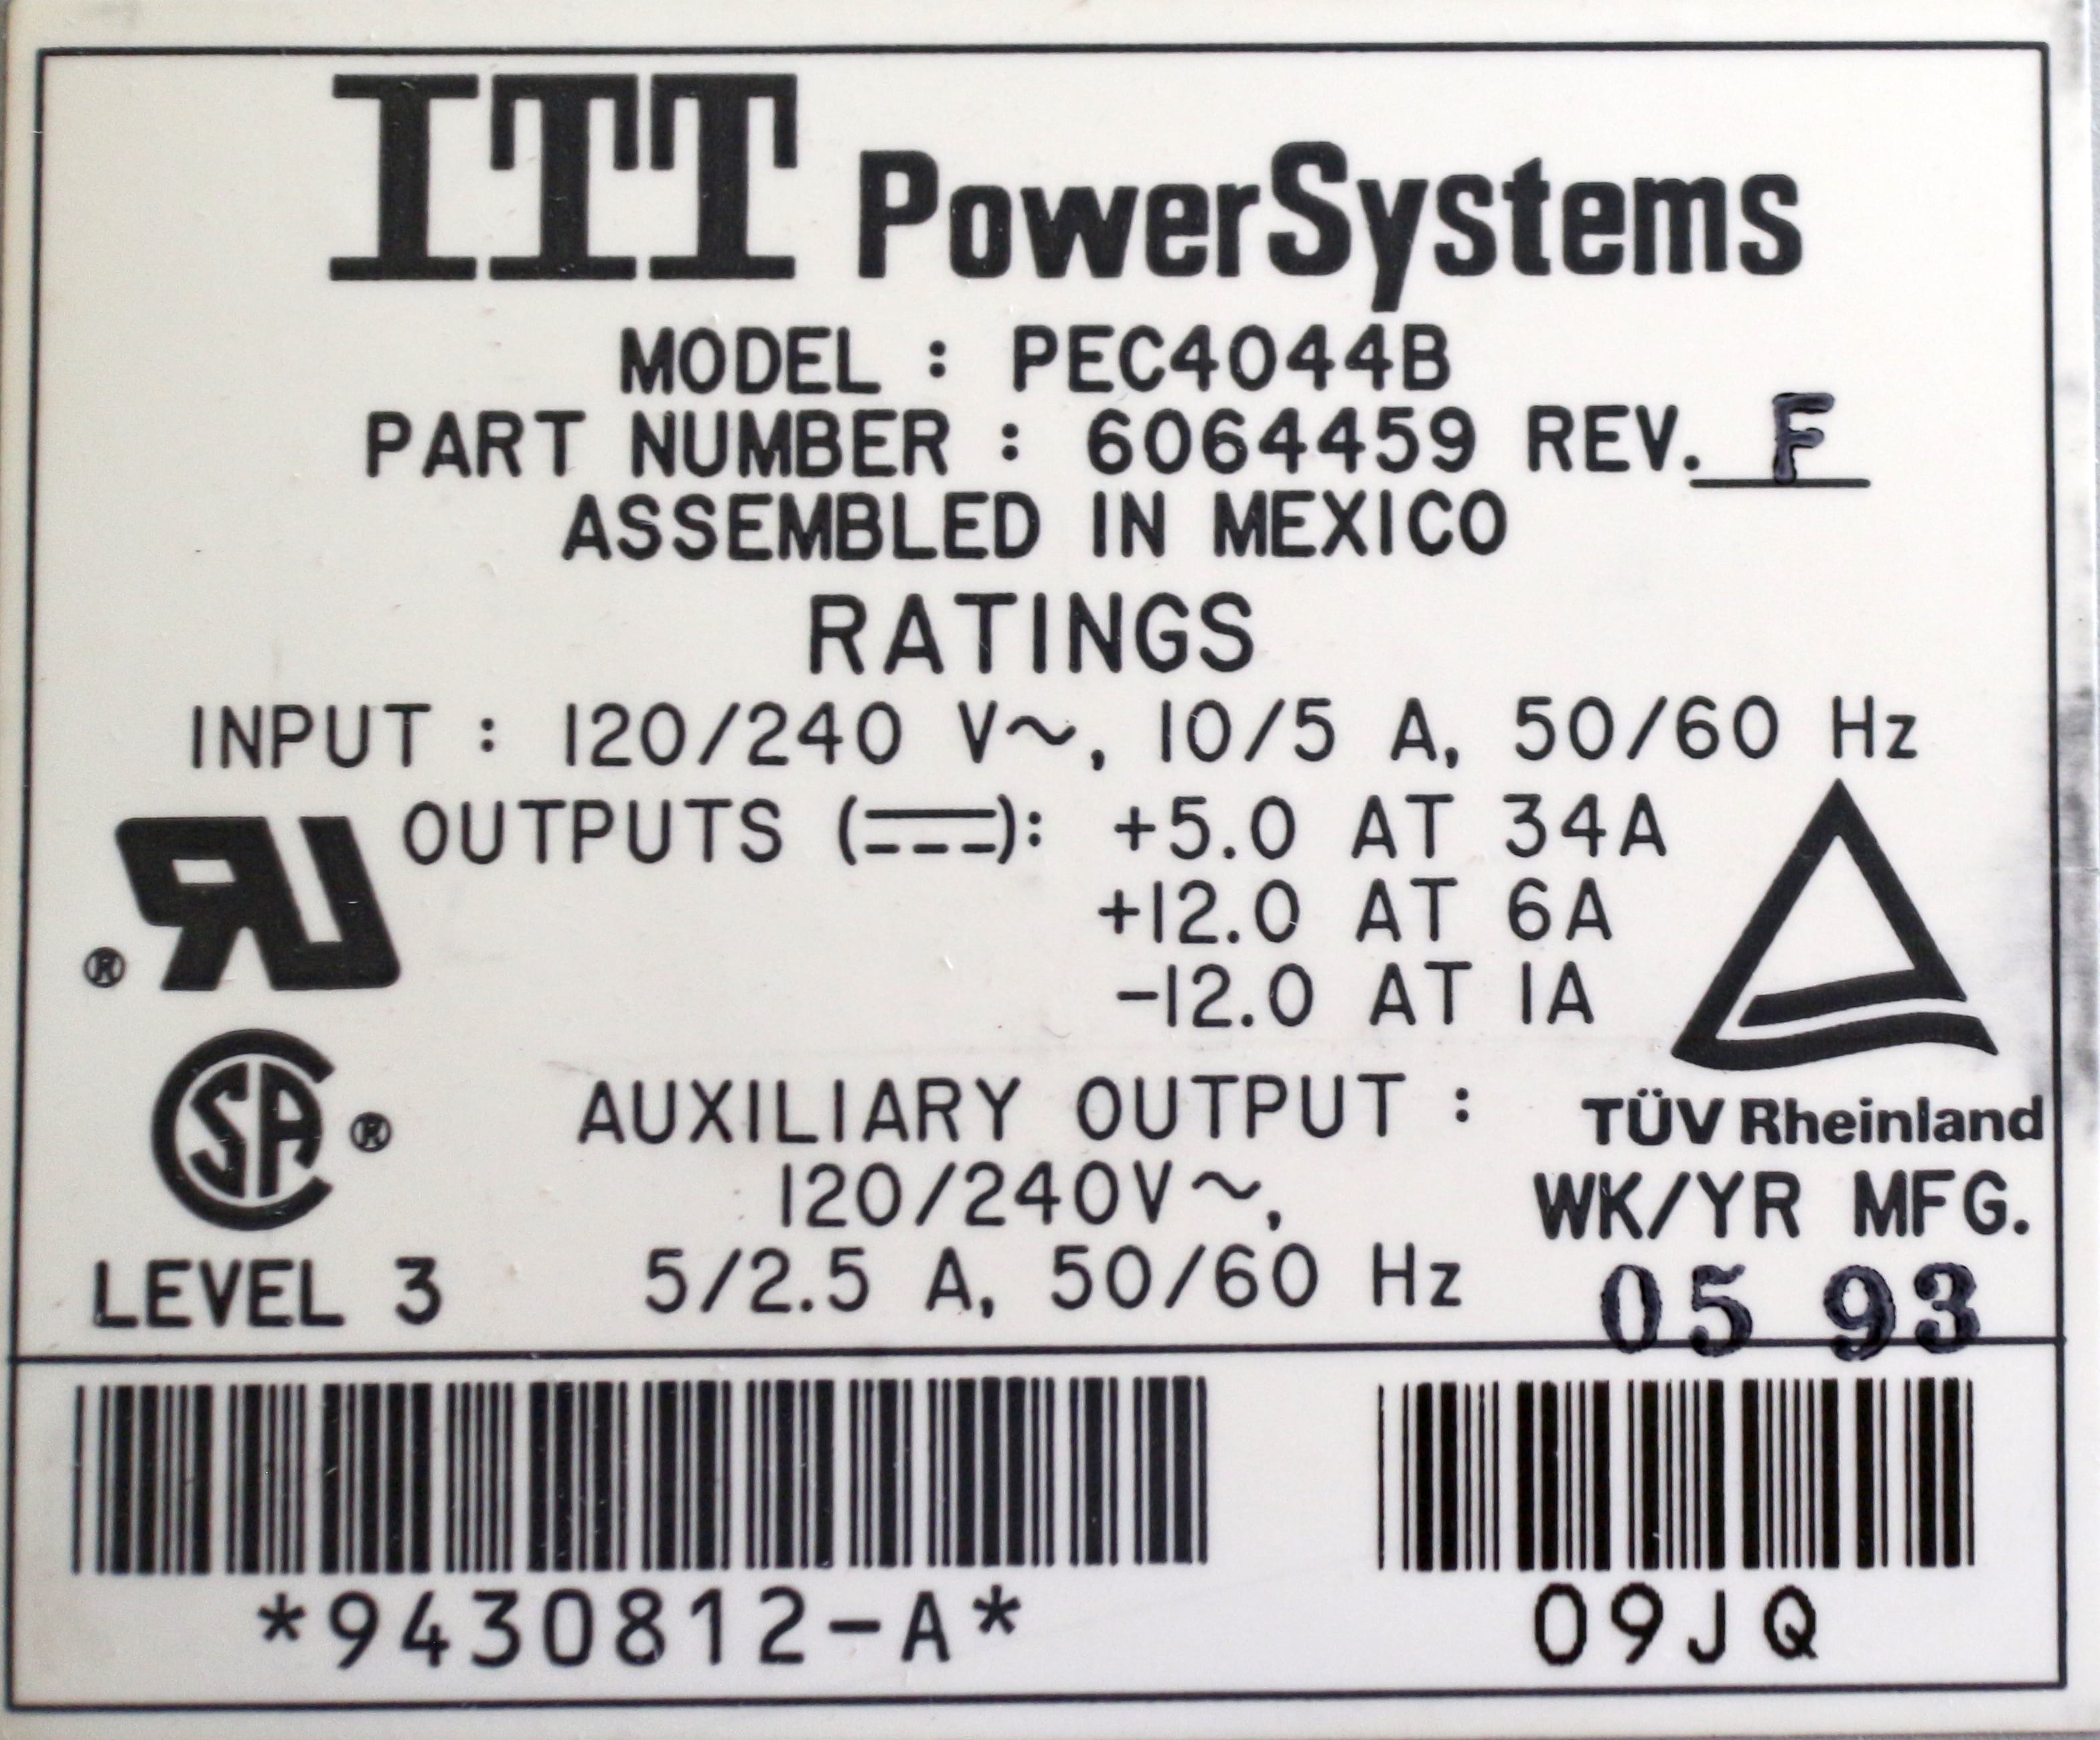 ITT PowerSystems
MODEL : PEC4044B
PART NUMBER : 6064459 REV. F
ASSEMBLED IN MEXICO
RATINGS
INPUT : 120/240 V~, 10/5 A, 50/60 Hz
OUTPUTS (⎓): +5.0 AT 34A
+12.0 AT 6A
-12.0 AT 1A
RU ®
SA ®
LEVEL 3
AUXILIARY OUTPUT :
120/240V~,
5/2.5 A, 50/60 Hz
TÜV Rheinland
WK/YR MFG.
05 93
*9430812-A*
09JQ